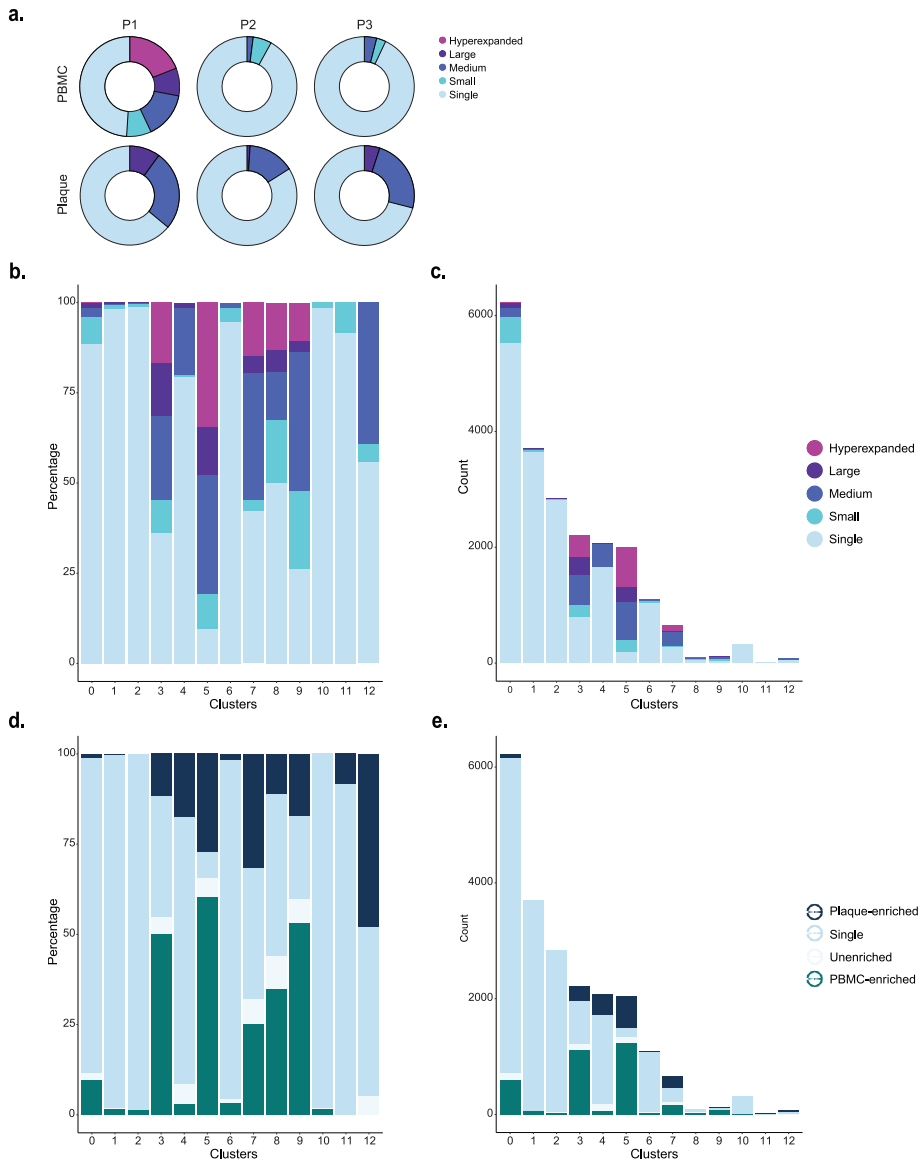 a.
P1 P2 P3
PBMC
Plaque
Hyperexpanded
Large
Medium
Small
Single
b.
Percentage
100
75
50
25
0
0 1 2 3 4 5 6 7 8 9 10 11 12
Clusters
c.
Count
6000
4000
2000
0
0 1 2 3 4 5 6 7 8 9 10 11 12
Clusters
Hyperexpanded
Large
Medium
Small
Single
d.
Percentage
100
75
50
25
0
0 1 2 3 4 5 6 7 8 9 10 11 12
Clusters
e.
Count
6000
4000
2000
0
0 1 2 3 4 5 6 7 8 9 10 11 12
Clusters
Plaque-enriched
Single
Unenriched
PBMC-enriched